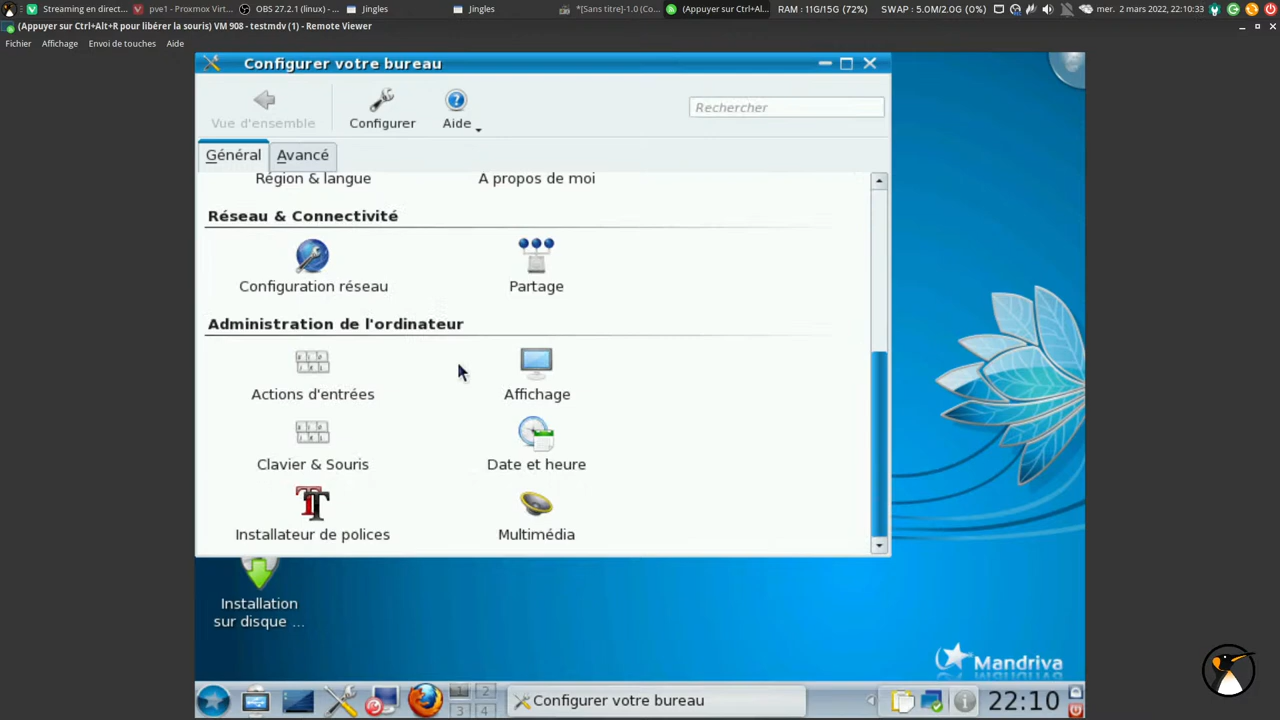 Streaming en direct...
pve1 - Proxmox Virt...
OBS 27.2.1 (linux) - ...
Jingles
Jingles
*[Sans titre]-1.0 (Co...
(Appuyer sur Ctrl+Al...
RAM : 11G/15G (72%)
SWAP : 5.0M/2.0G (0%)
mer. 2 mars 2022, 22:10:33
(Appuyer sur Ctrl+Alt+R pour libérer la souris) VM 908 - testmdv (1) - Remote Viewer
Fichier Affichage Envoi de touches Aide
Configurer votre bureau
Vue d'ensemble Configurer Aide
Rechercher
Général Avancé
Région & langue A propos de moi
Réseau & Connectivité
Configuration réseau Partage
Administration de l'ordinateur
Actions d'entrées Affichage
Clavier & Souris Date et heure
Installateur de polices Multimédia
Installation
sur disque ...
Mandriva
1 2
Configurer votre bureau
22:10
3 4